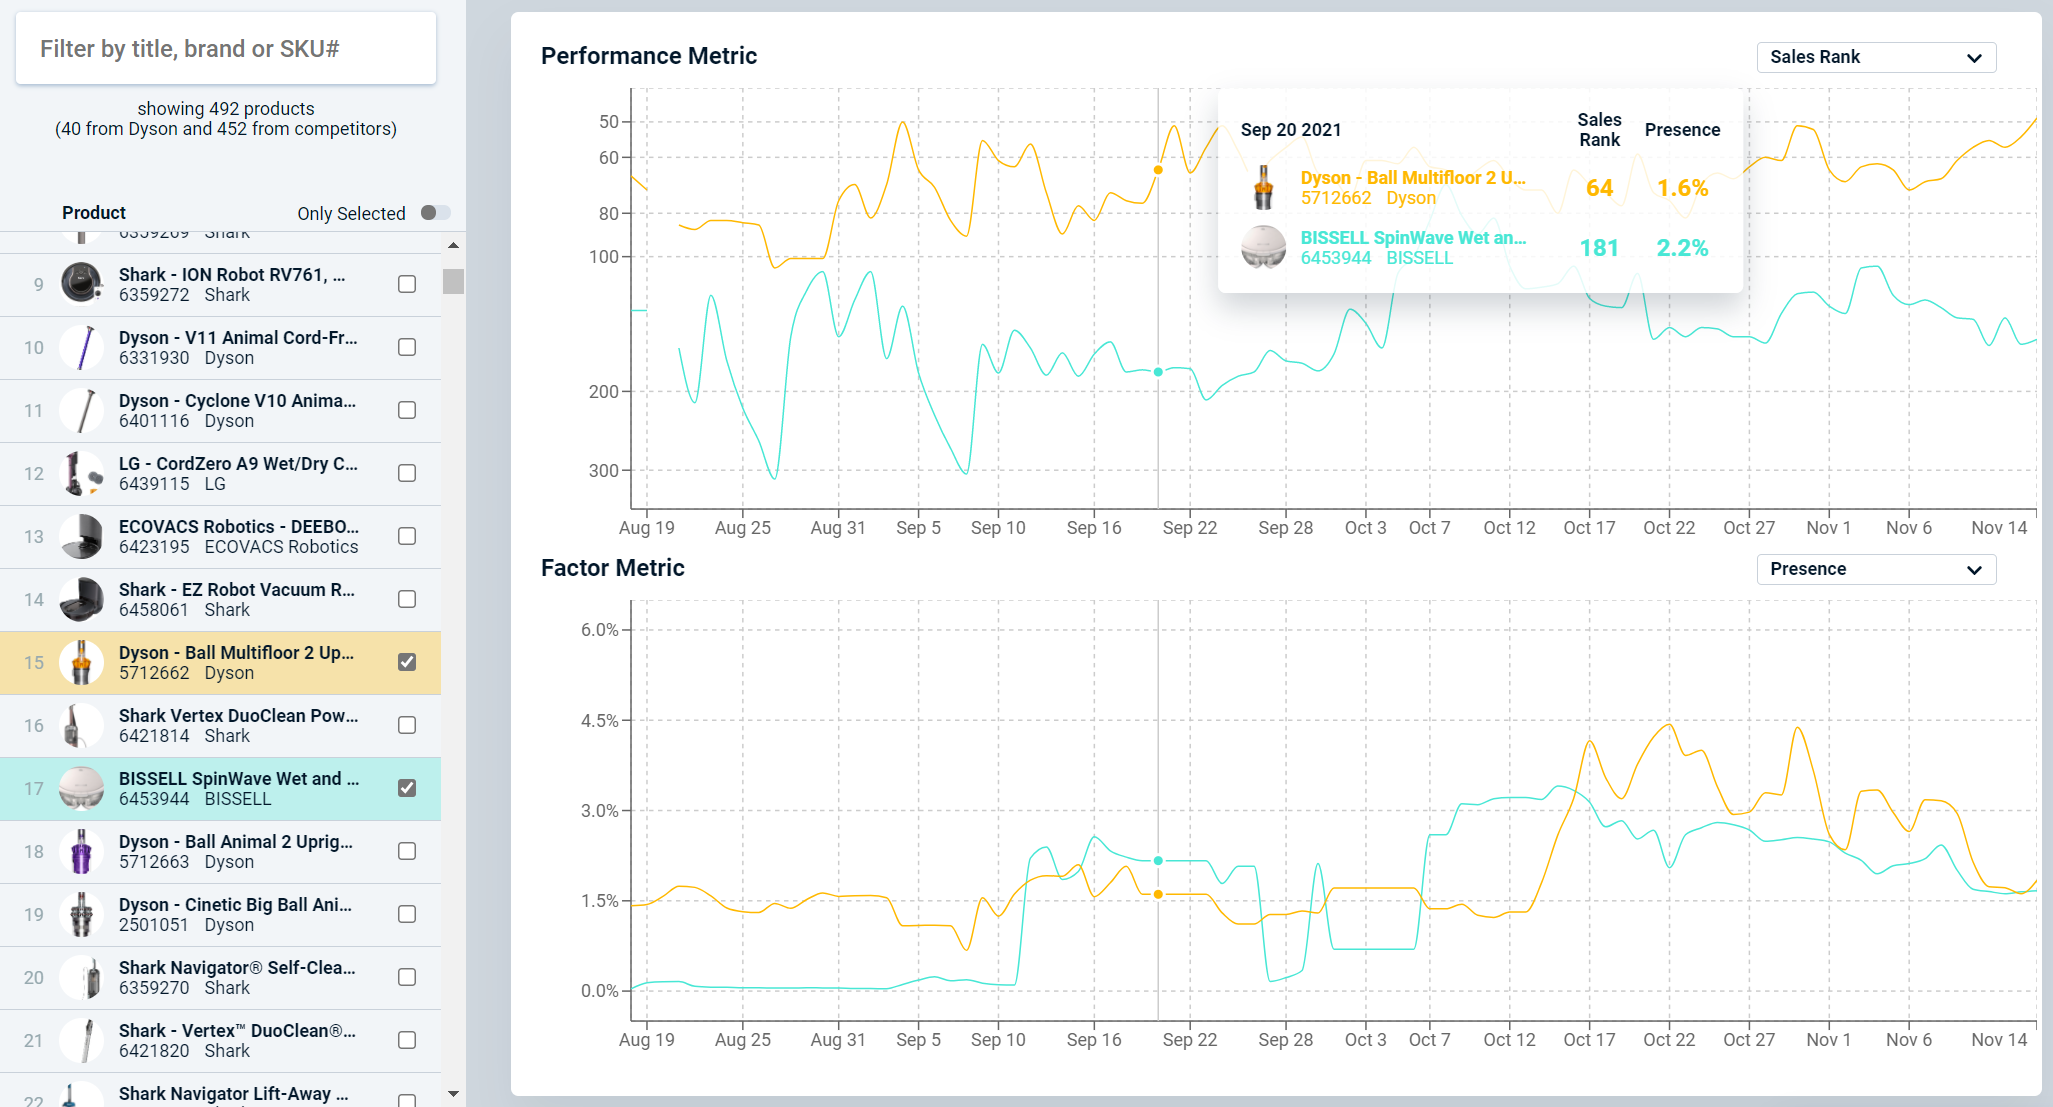 Filter by title, brand or SKU#
showing 492 products
(40 from Dyson and 452 from competitors)
Product
Only Selected
6359269 Shark
9
Shark - ION Robot RV761, ...
6359272 Shark
10
Dyson - V11 Animal Cord-Fr...
6331930 Dyson
11
Dyson - Cyclone V10 Anima...
6401116 Dyson
12
LG - CordZero A9 Wet/Dry C...
6439115 LG
13
ECOVACS Robotics - DEEBO...
6423195 ECOVACS Robotics
14
Shark - EZ Robot Vacuum R...
6458061 Shark
15
Dyson - Ball Multifloor 2 Up...
5712662 Dyson
16
Shark Vertex DuoClean Pow...
6421814 Shark
17
BISSELL SpinWave Wet and ...
6453944 BISSELL
18
Dyson - Ball Animal 2 Uprig...
5712663 Dyson
19
Dyson - Cinetic Big Ball Ani...
2501051 Dyson
20
Shark Navigator® Self-Clea...
6359270 Shark
21
Shark - Vertex™ DuoClean®...
6421820 Shark
22
Shark Navigator Lift-Away ...
Performance Metric
Sales Rank
50
60
80
100
200
300
Sep 20 2021
Sales Rank
Presence
Dyson - Ball Multifloor 2 U...
5712662 Dyson
64
1.6%
BISSELL SpinWave Wet an...
6453944 BISSELL
181
2.2%
Aug 19 Aug 25 Aug 31 Sep 5 Sep 10 Sep 16 Sep 22 Sep 28 Oct 3 Oct 7 Oct 12 Oct 17 Oct 22 Oct 27 Nov 1 Nov 6 Nov 14
Factor Metric
Presence
6.0%
4.5%
3.0%
1.5%
0.0%
Aug 19 Aug 25 Aug 31 Sep 5 Sep 10 Sep 16 Sep 22 Sep 28 Oct 3 Oct 7 Oct 12 Oct 17 Oct 22 Oct 27 Nov 1 Nov 6 Nov 14